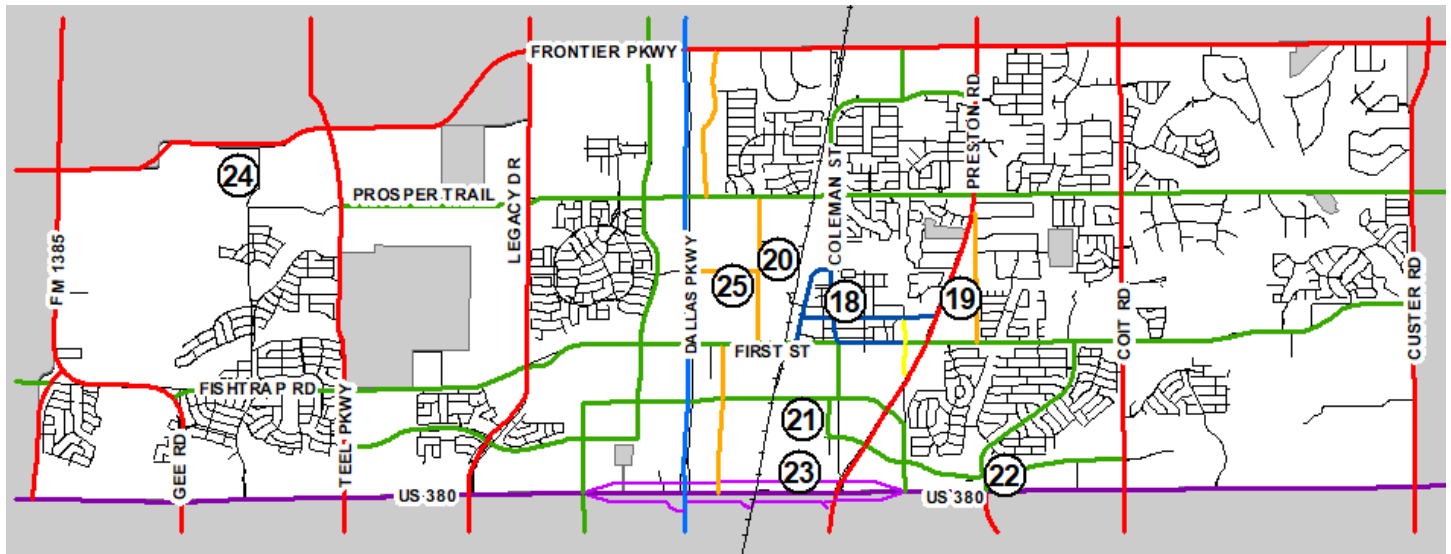 FRONTIER PKWY
24
PROSPER TRAIL
LEGACY DR
COLEMAN ST
PRESTON RD
FM 1385
DALLAS PKWY
20
25
18
19
COIT RD
CUSTER RD
FIRST ST
FISHTRAP RD
GEE RD
TEEL PKWY
21
23
22
US 380
US 380